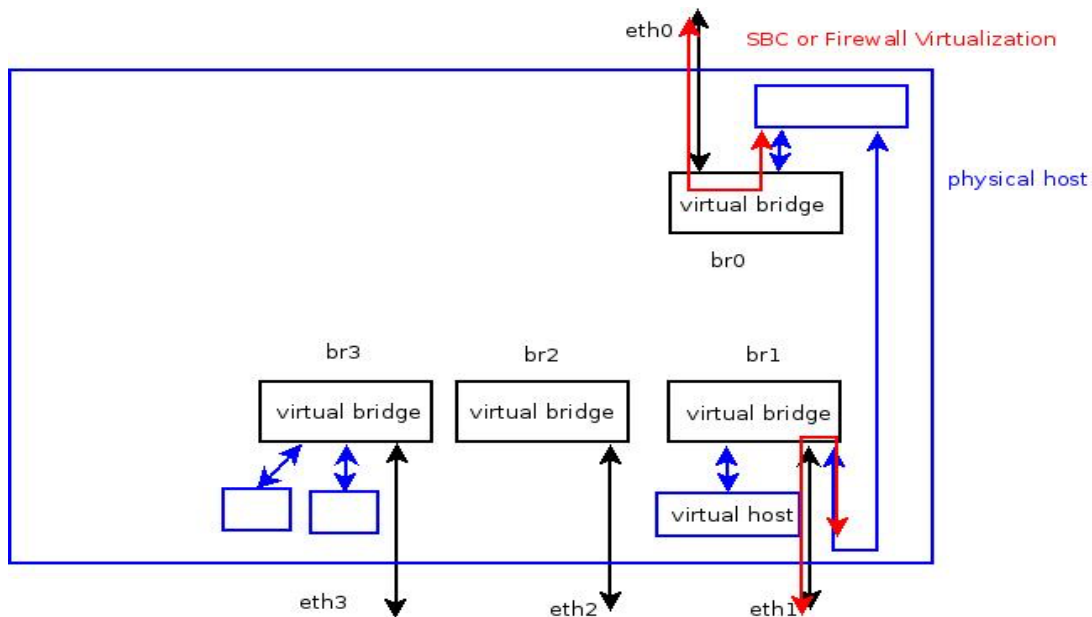 eth0
SBC or Firewall Virtualization
physical host
virtual bridge
br0
br3
br2
br1
virtual bridge
virtual bridge
virtual bridge
virtual host
eth3
eth2
eth1